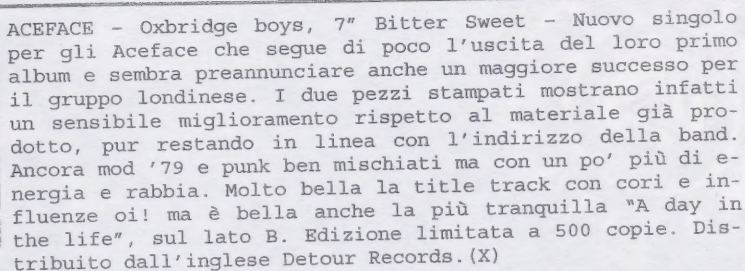 ACEFACE - Oxbridge boys, 7" Bitter Sweet - Nuovo singolo
per gli Aceface che segue di poco l'uscita del loro primo
album e sembra preannunciare anche un maggiore successo per
il gruppo londinese. I due pezzi stampati mostrano infatti
un sensibile miglioramento rispetto al materiale già pro-
dotto, pur restando in linea con l'indirizzo della band.
Ancora mod '79 e punk ben mischiati ma con un po' più di e-
nergia e rabbia. Molto bella la title track con cori e in-
fluenze oi! ma è bella anche la più tranquilla "A day in
the life", sul lato B. Edizione limitata a 500 copie. Dis-
tribuito dall'inglese Detour Records.(X)